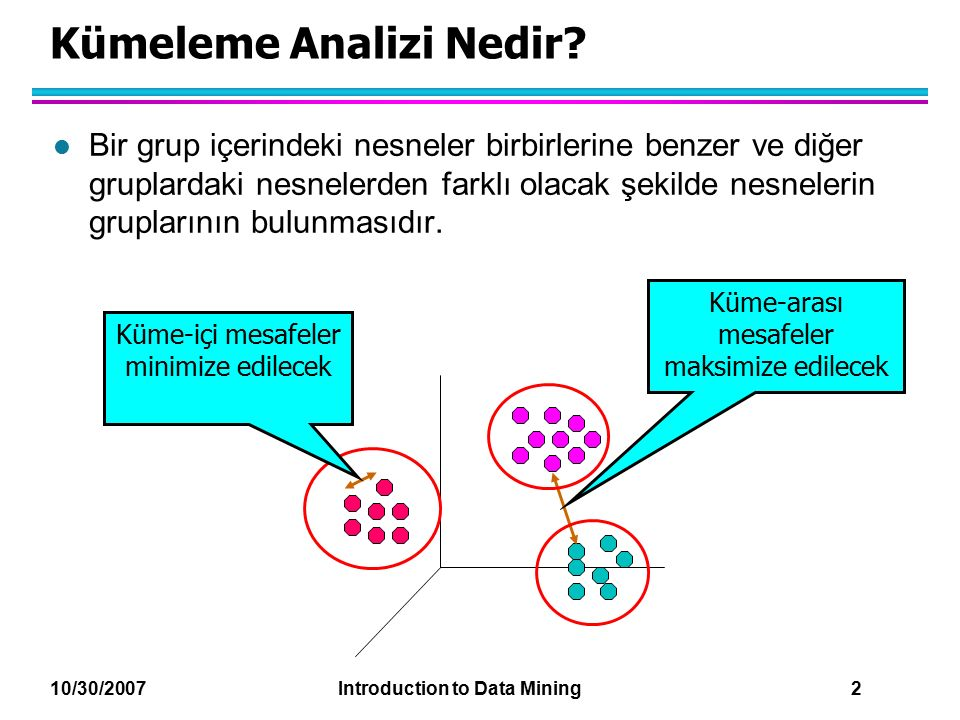 Kümeleme Analizi Nedir?
Bir grup içerindeki nesneler birbirlerine benzer ve diğer
gruplardaki nesnelerden farklı olacak şekilde nesnelerin
gruplarının bulunmasıdır.
Küme-içi mesafeler
minimize edilecek
Küme-arası
mesafeler
maksimize edilecek
10/30/2007 Introduction to Data Mining 2